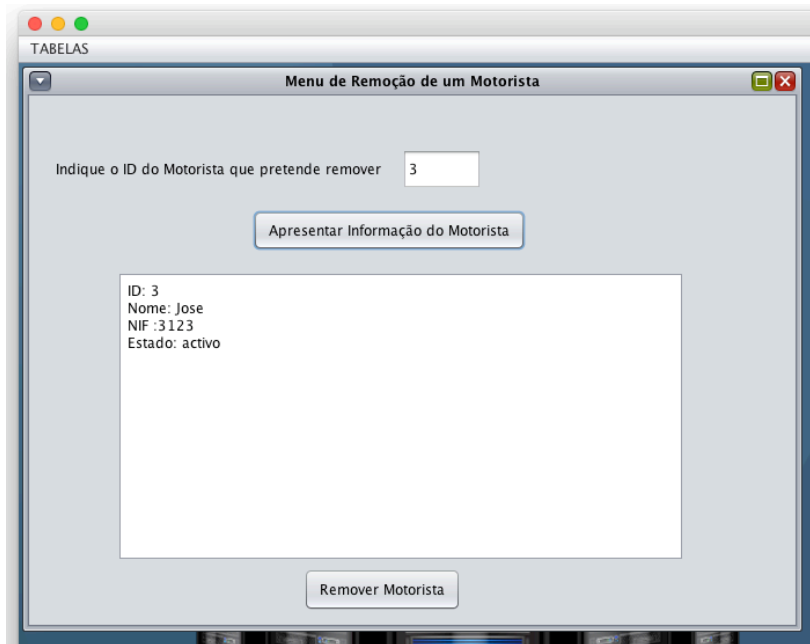 TABELAS
Menu de Remoção de um Motorista
Indique o ID do Motorista que pretende remover 3
Apresentar Informação do Motorista
ID: 3
Nome: Jose
NIF :3123
Estado: activo
Remover Motorista